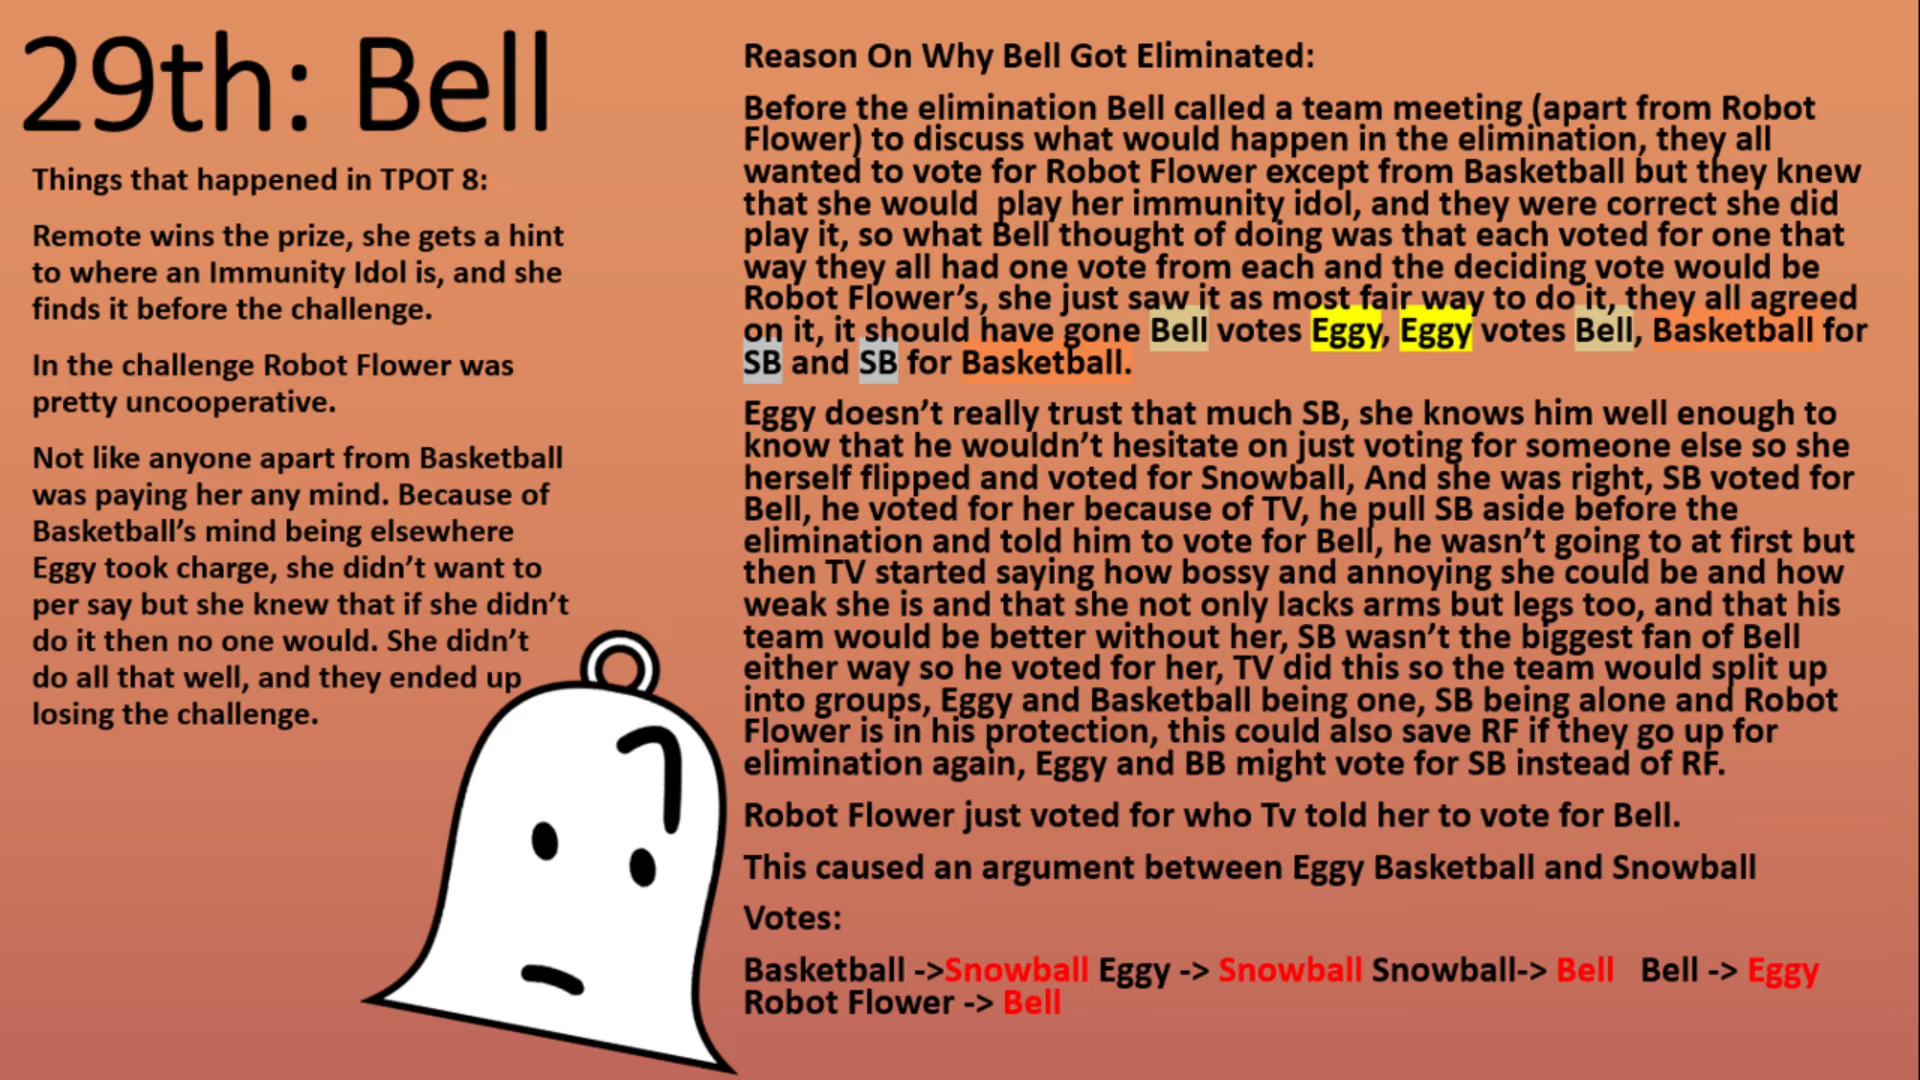 29th: Bell
Things that happened in TPOT 8:
Remote wins the prize, she gets a hint
to where an Immunity Idol is, and she
finds it before the challenge.
In the challenge Robot Flower was
pretty uncooperative.
Not like anyone apart from Basketball
was paying her any mind. Because of
Basketball’s mind being elsewhere
Eggy took charge, she didn’t want to
per say but she knew that if she didn’t
do it then no one would. She didn’t
do all that well, and they ended up
losing the challenge.
Reason On Why Bell Got Eliminated:
Before the elimination Bell called a team meeting (apart from Robot
Flower) to discuss what would happen in the elimination, they all
wanted to vote for Robot Flower except from Basketball but they knew
that she would  play her immunity idol, and they were correct she did
play it, so what Bell thought of doing was that each voted for one that
way they all had one vote from each and the deciding vote would be
Robot Flower’s, she just saw it as most fair way to do it, they all agreed
on it, it should have gone Bell votes Eggy, Eggy votes Bell, Basketball for
SB and SB for Basketball.
Eggy doesn’t really trust that much SB, she knows him well enough to
know that he wouldn’t hesitate on just voting for someone else so she
herself flipped and voted for Snowball, And she was right, SB voted for
Bell, he voted for her because of TV, he pull SB aside before the
elimination and told him to vote for Bell, he wasn’t going to at first but
then TV started saying how bossy and annoying she could be and how
weak she is and that she not only lacks arms but legs too, and that his
team would be better without her, SB wasn’t the biggest fan of Bell
either way so he voted for her, TV did this so the team would split up
into groups, Eggy and Basketball being one, SB being alone and Robot
Flower is in his protection, this could also save RF if they go up for
elimination again, Eggy and BB might vote for SB instead of RF.
Robot Flower just voted for who Tv told her to vote for Bell.
This caused an argument between Eggy Basketball and Snowball
Votes:
Basketball ->Snowball Eggy -> Snowball Snowball-> Bell   Bell -> Eggy
Robot Flower -> Bell